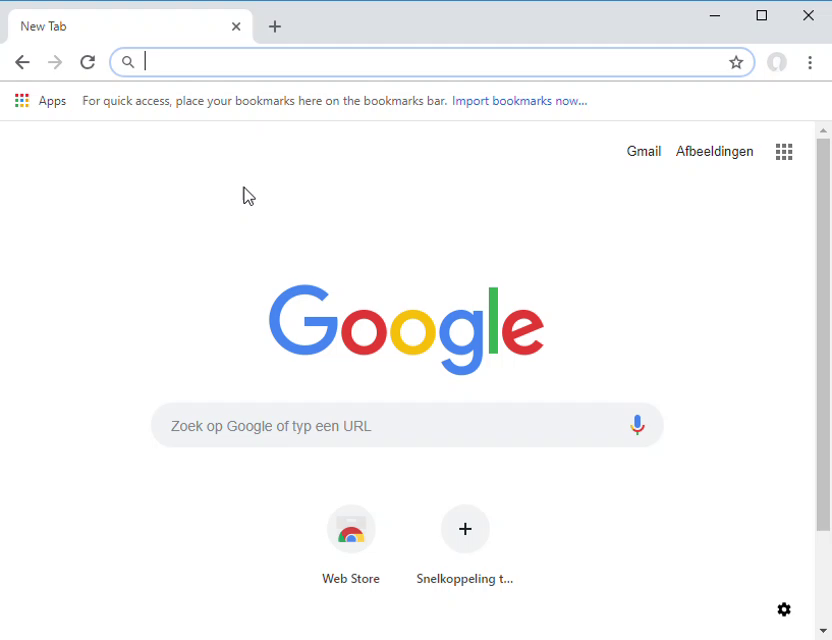 New Tab
Apps For quick access, place your bookmarks here on the bookmarks bar. Import bookmarks now...
Gmail Afbeeldingen
Google
Zoek op Google of typ een URL
Web Store Snelkoppeling t...